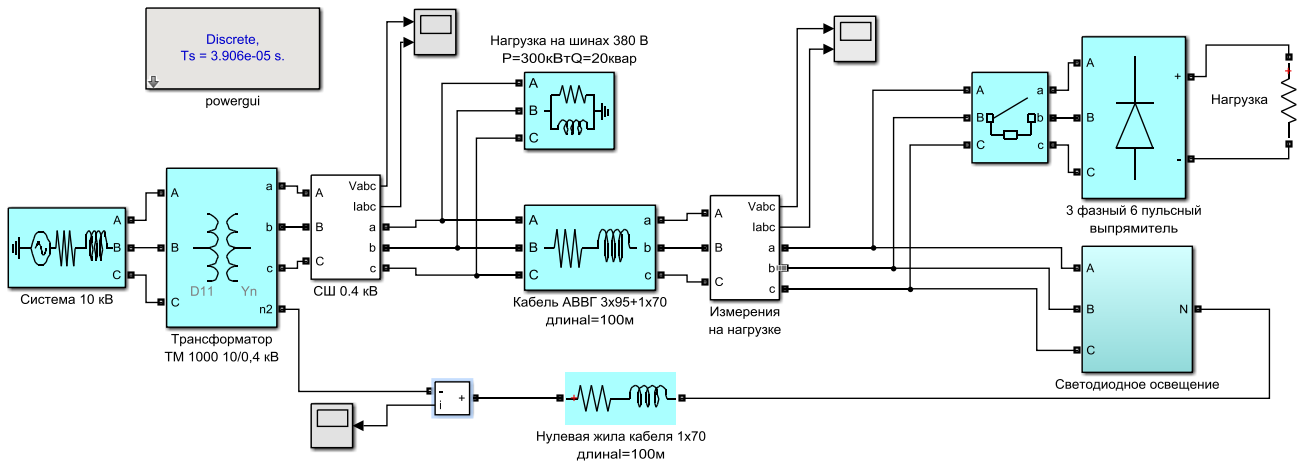 Discrete,
Ts = 3.906e-05 s.
powergui
Нагрузка на шинах 380 В
P=300кВтQ=20квар
A
B
C
A
B
C
a
b
c
A
B
C
+
-
3 фазный 6 пульсный
выпрямитель
Нагрузка
A
B
C
Система 10 кВ
A
B
C
D11
Yn
a
b
c
n2
Трансформатор
ТМ 1000 10/0,4 кВ
A
B
C
Vabc
Iabc
a
b
c
СШ 0.4 кВ
A
B
C
a
b
c
Кабель АВВГ 3х95+1х70
длинаl=100м
A
B
C
Vabc
Iabc
a
b
c
Измерения
на нагрузке
A
B
C
N
Светодиодное освещение
-
i
+
+
Нулевая жила кабеля 1х70
длинаl=100м